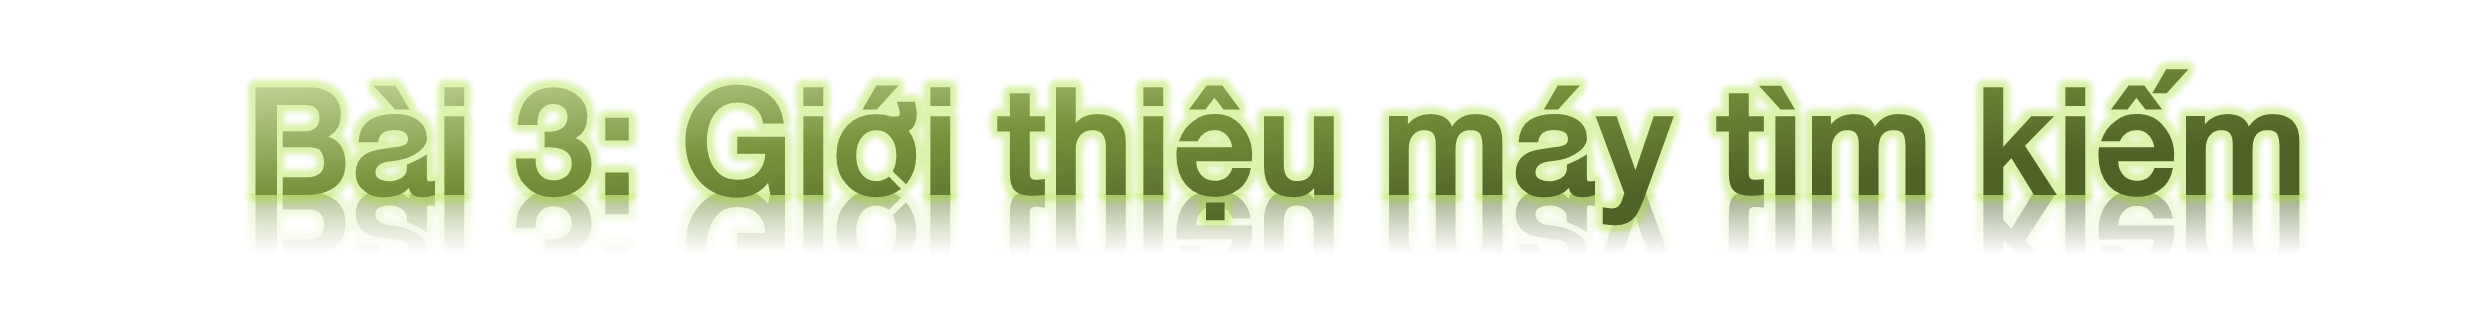 Bài 3: Giới thiệu máy tìm kiếm